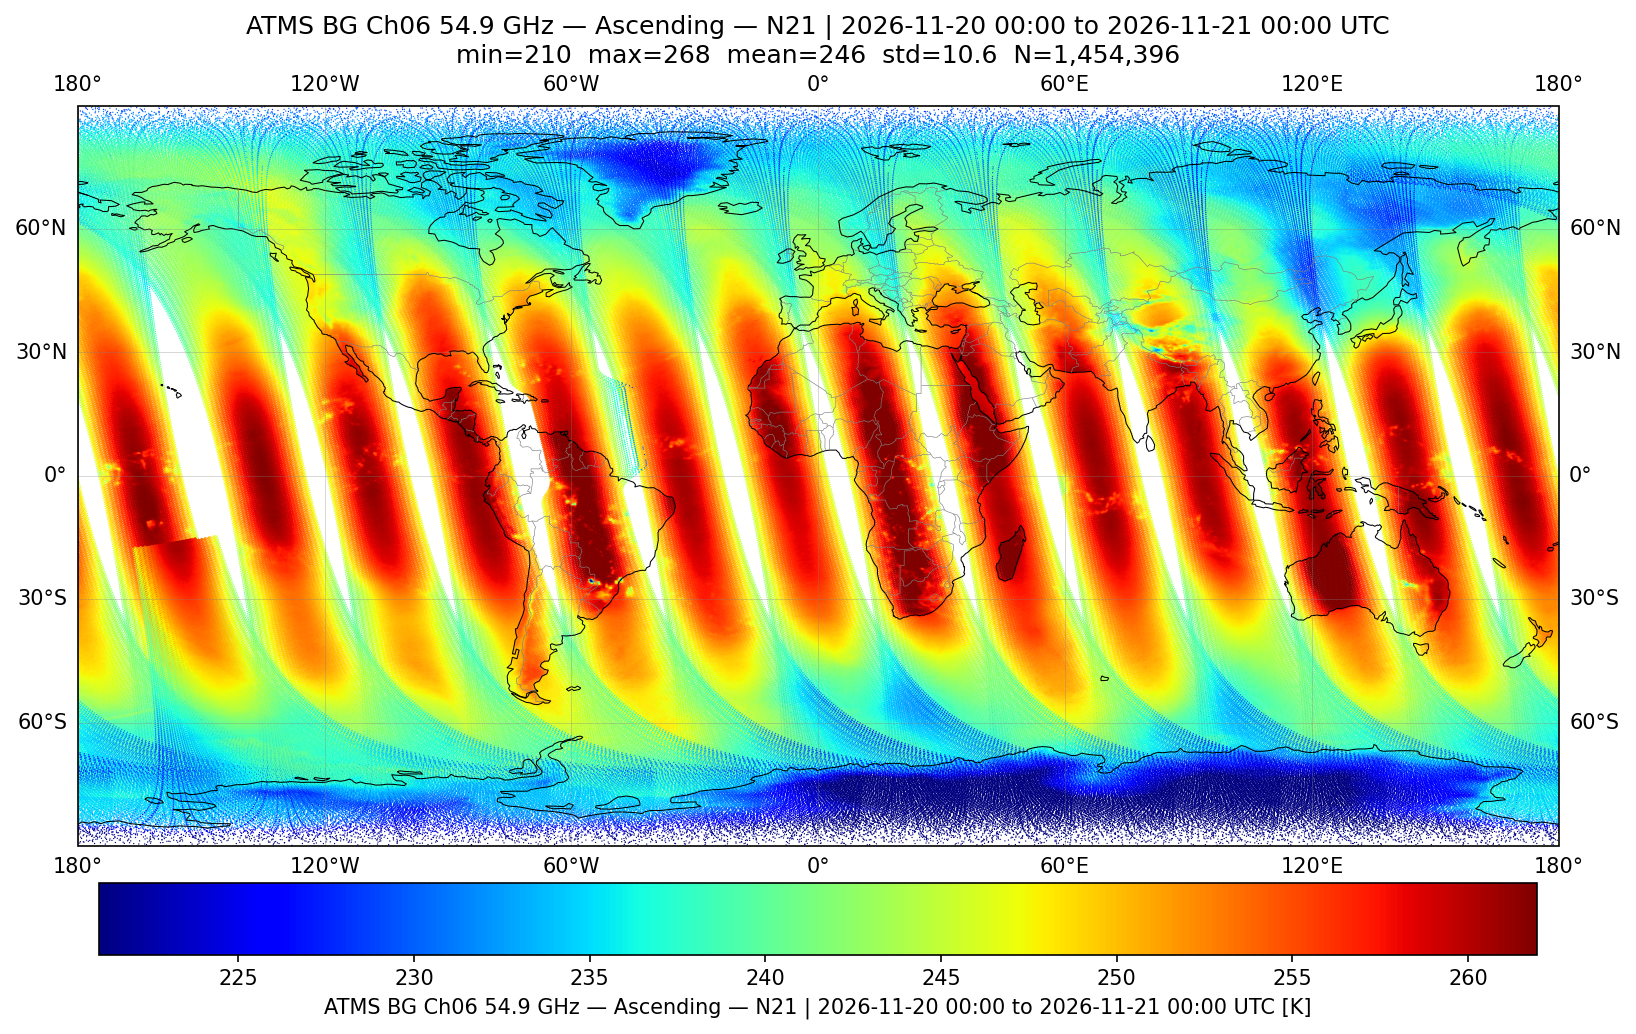 ATMS BG Ch06 54.9 GHz — Ascending — N21 | 2026-11-20 00:00 to 2026-11-21 00:00 UTC
min=210 max=268 mean=246 std=10.6 N=1,454,396
180° 120°W 60°W 0° 60°E 120°E 180°
60°N 60°N
30°N 30°N
0° 0°
30°S 30°S
60°S 60°S
180° 120°W 60°W 0° 60°E 120°E 180°
225 230 235 240 245 250 255 260
ATMS BG Ch06 54.9 GHz — Ascending — N21 | 2026-11-20 00:00 to 2026-11-21 00:00 UTC [K]